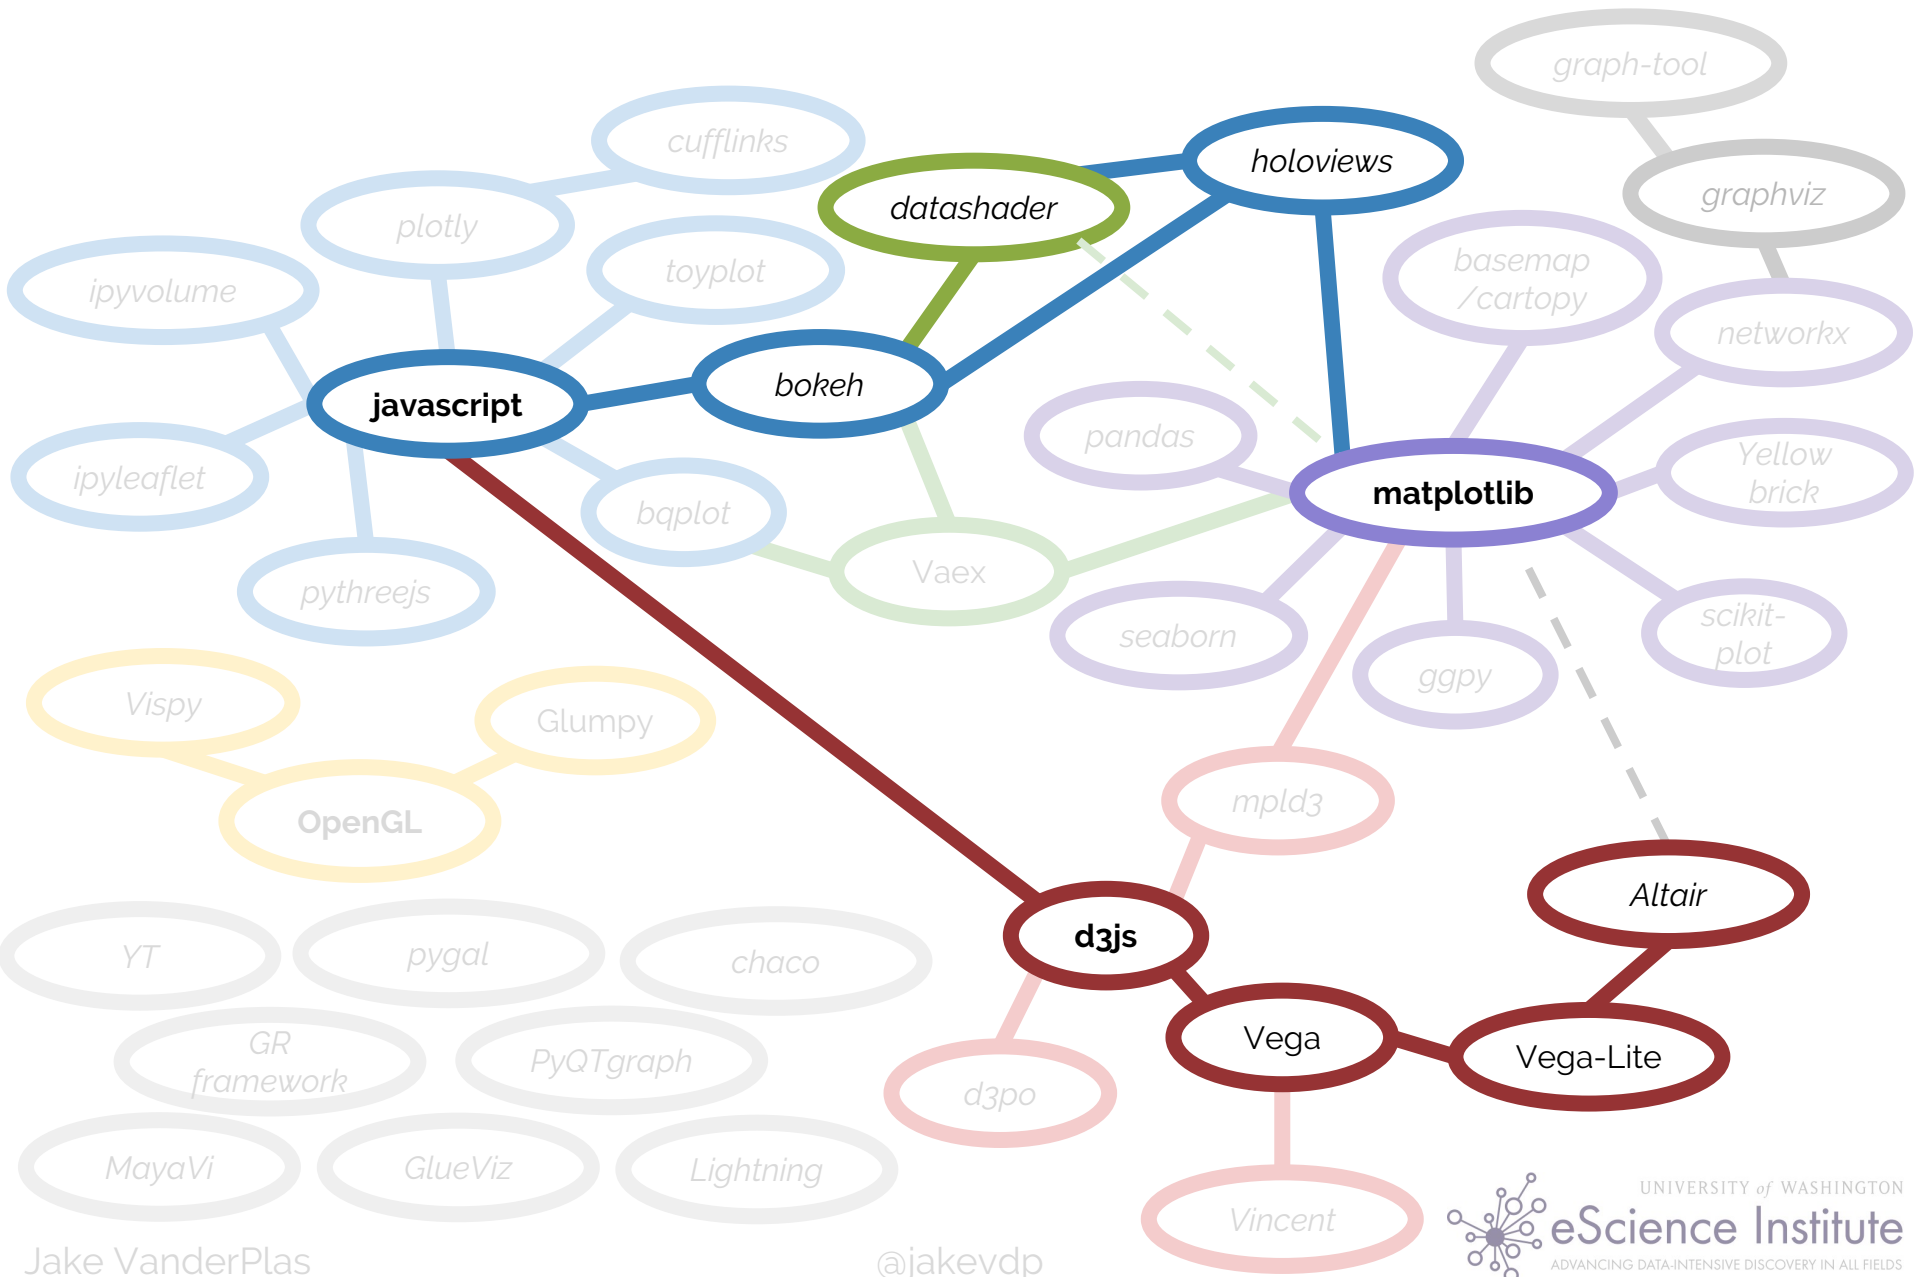 graph-tool
cufflinks
holoviews
graphviz
datashader
plotly
toyplot
basemap
/cartopy
ipyvolume
networkx
bokeh
javascript
pandas
Yellow
brick
ipyleaflet
matplotlib
bqplot
Vaex
pythreejs
seaborn
scikit-
plot
ggpy
Vispy
Glumpy
mpld3
OpenGL
Altair
d3js
YT
pygal
chaco
Vega
Vega-Lite
GR
framework
PyQTgraph
d3po
MayaVi
GlueViz
Lightning
Vincent
UNIVERSITY of WASHINGTON
eScience Institute
ADVANCING DATA-INTENSIVE DISCOVERY IN ALL FIELDS
Jake VanderPlas
@jakevdp